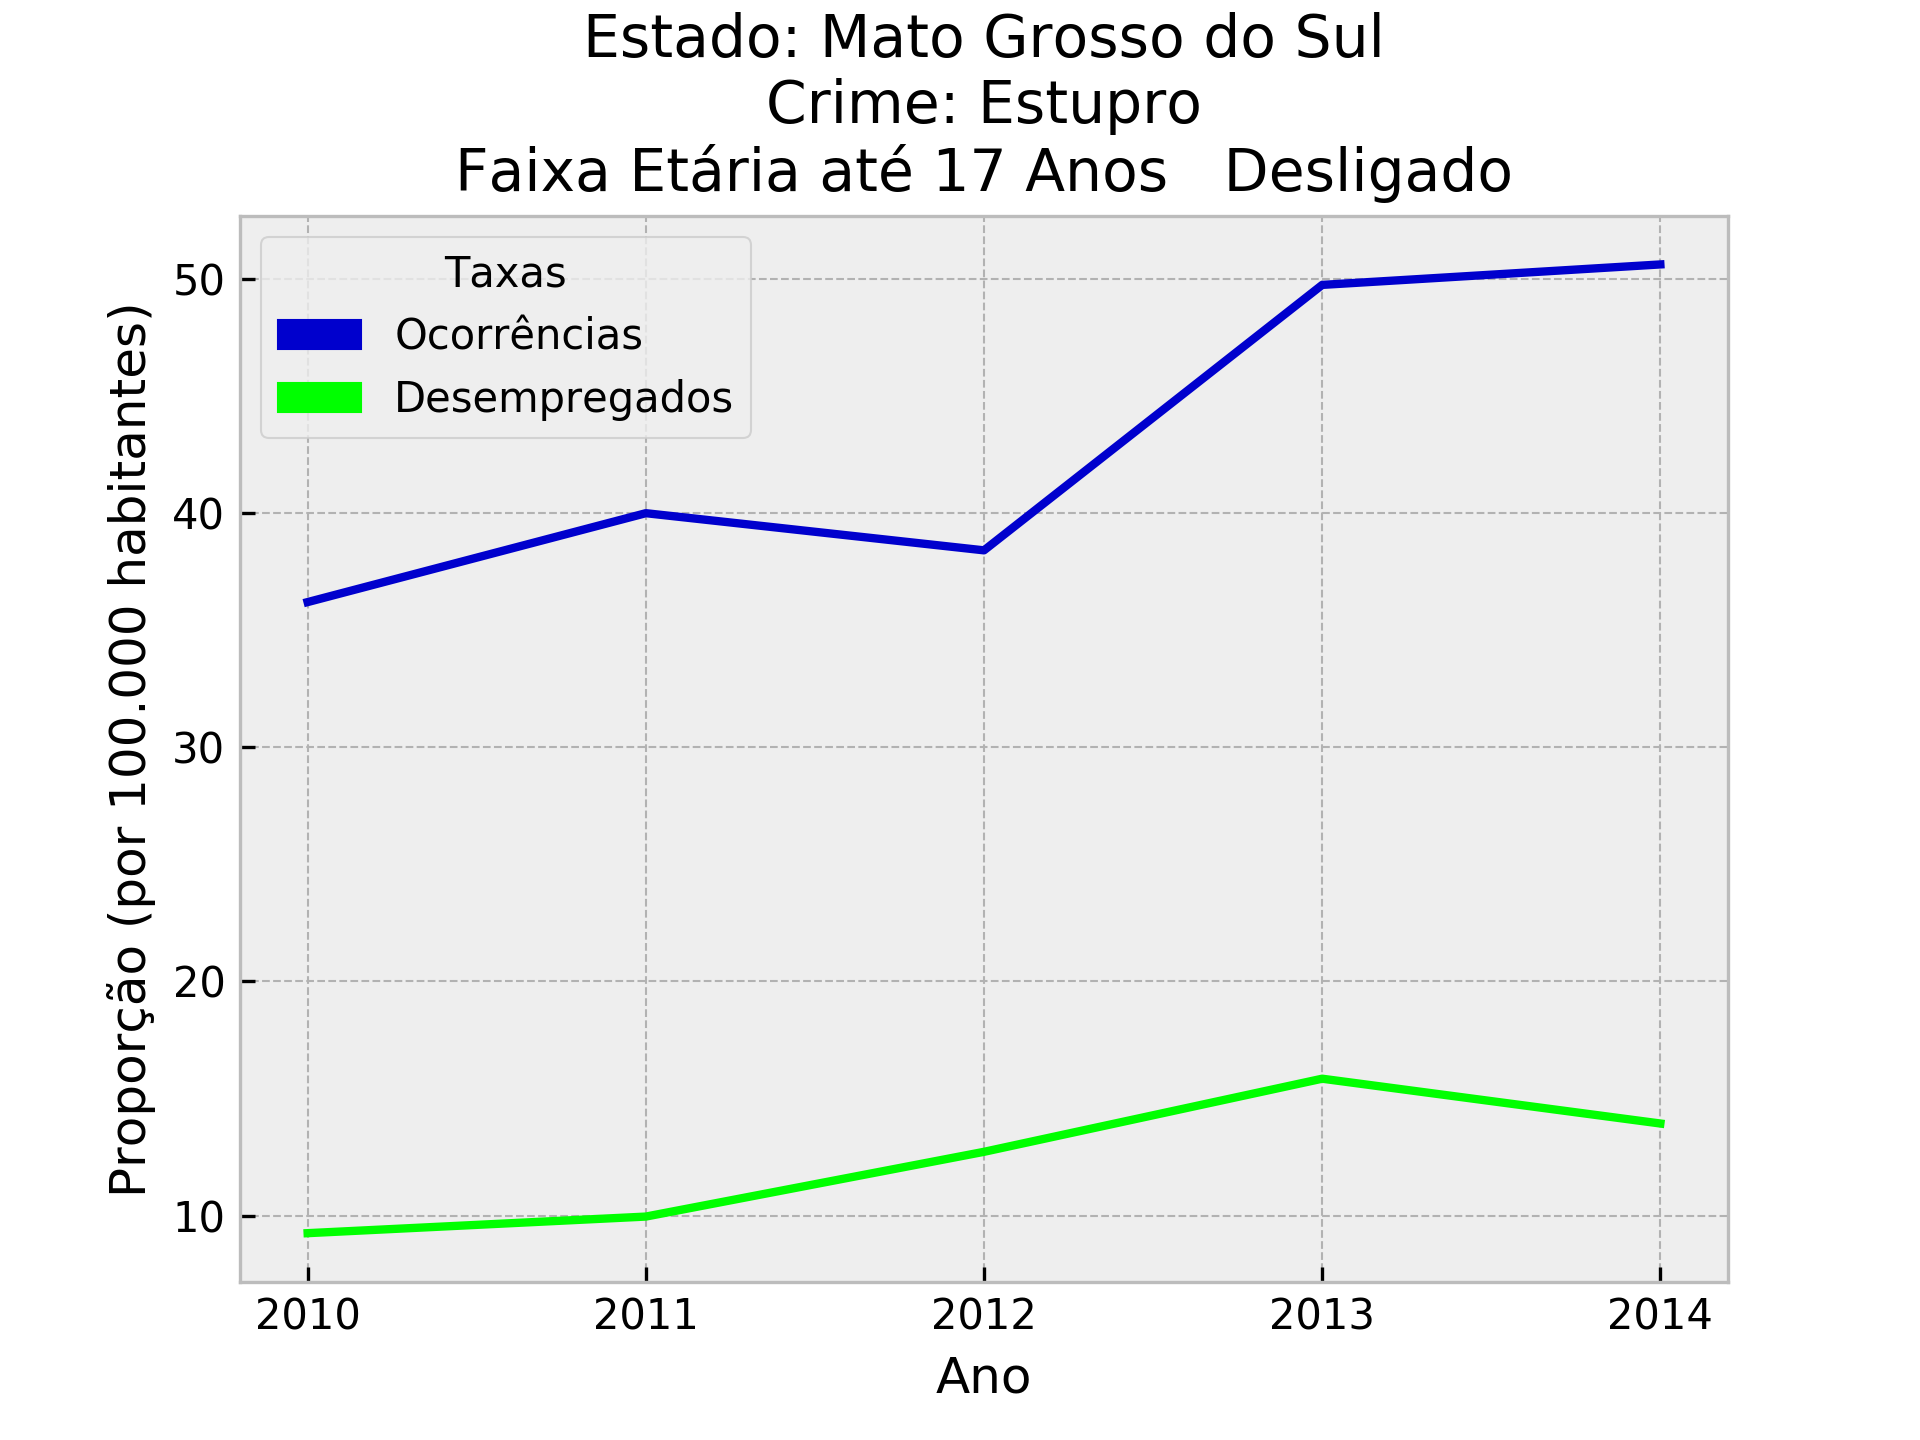 Estado: Mato Grosso do Sul
Crime: Estupro
Faixa Etária até 17 Anos   Desligado
Taxas
Ocorrências
Desempregados
Proporção (por 100.000 habitantes)
50
40
30
20
10
2010
2011
2012
2013
2014
Ano